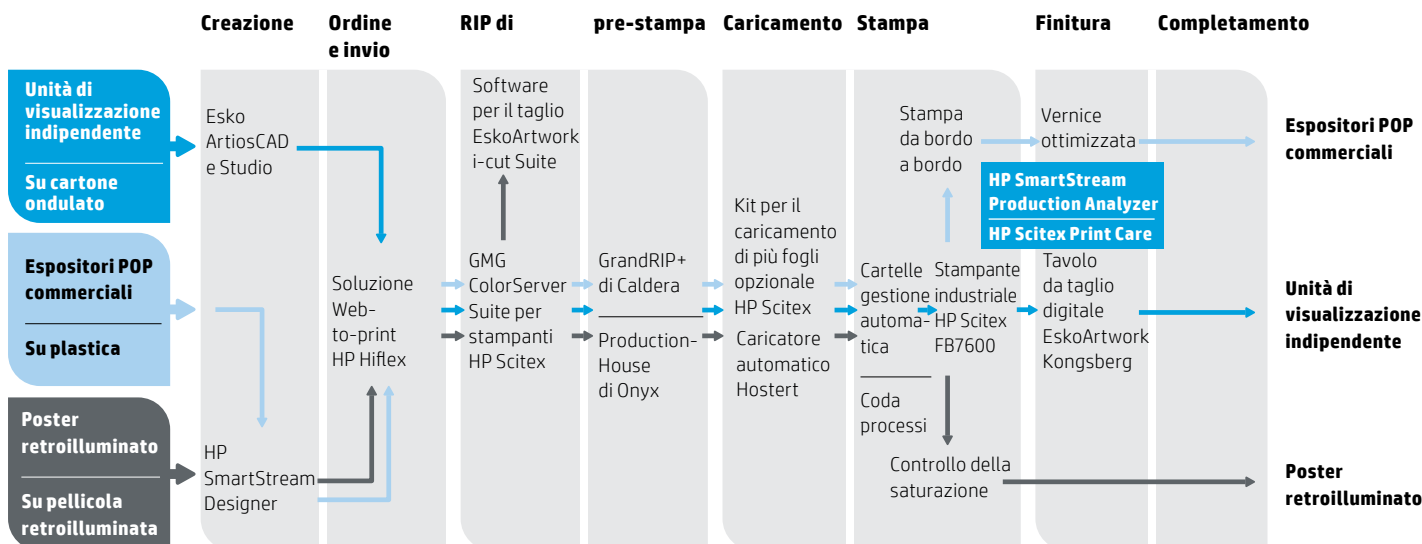 Creazione
Ordine
e invio
RIP di
pre-stampa
Caricamento
Stampa
Finitura
Completamento
Unità di
visualizzazione
indipendente
Su cartone
ondulato
Espositori POP
commerciali
Su plastica
Poster
retroilluminato
Su pellicola
retroilluminata
Esko
ArtiosCAD
e Studio
HP
SmartStream
Designer
Soluzione
Web-
to-print
HP Hiflex
Software
per il taglio
EskoArtwork
i-cut Suite
GMG
ColorServer
Suite per
stampanti
HP Scitex
GrandRIP+
di Caldera
Production-
House
di Onyx
Kit per il
caricamento
di più fogli
opzionale
HP Scitex
Caricatore
automatico
Hostert
Stampa
da bordo
a bordo
Cartelle
gestione
automa-
tica
Coda
processi
Stampante
industriale
HP Scitex
FB7600
Controllo della
saturazione
Vernice
ottimizzata
HP SmartStream
Production Analyzer
HP Scitex Print Care
Tavolo
da taglio
digitale
EskoArtwork
Kongsberg
Espositori POP
commerciali
Unità di
visualizzazione
indipendente
Poster
retroilluminato